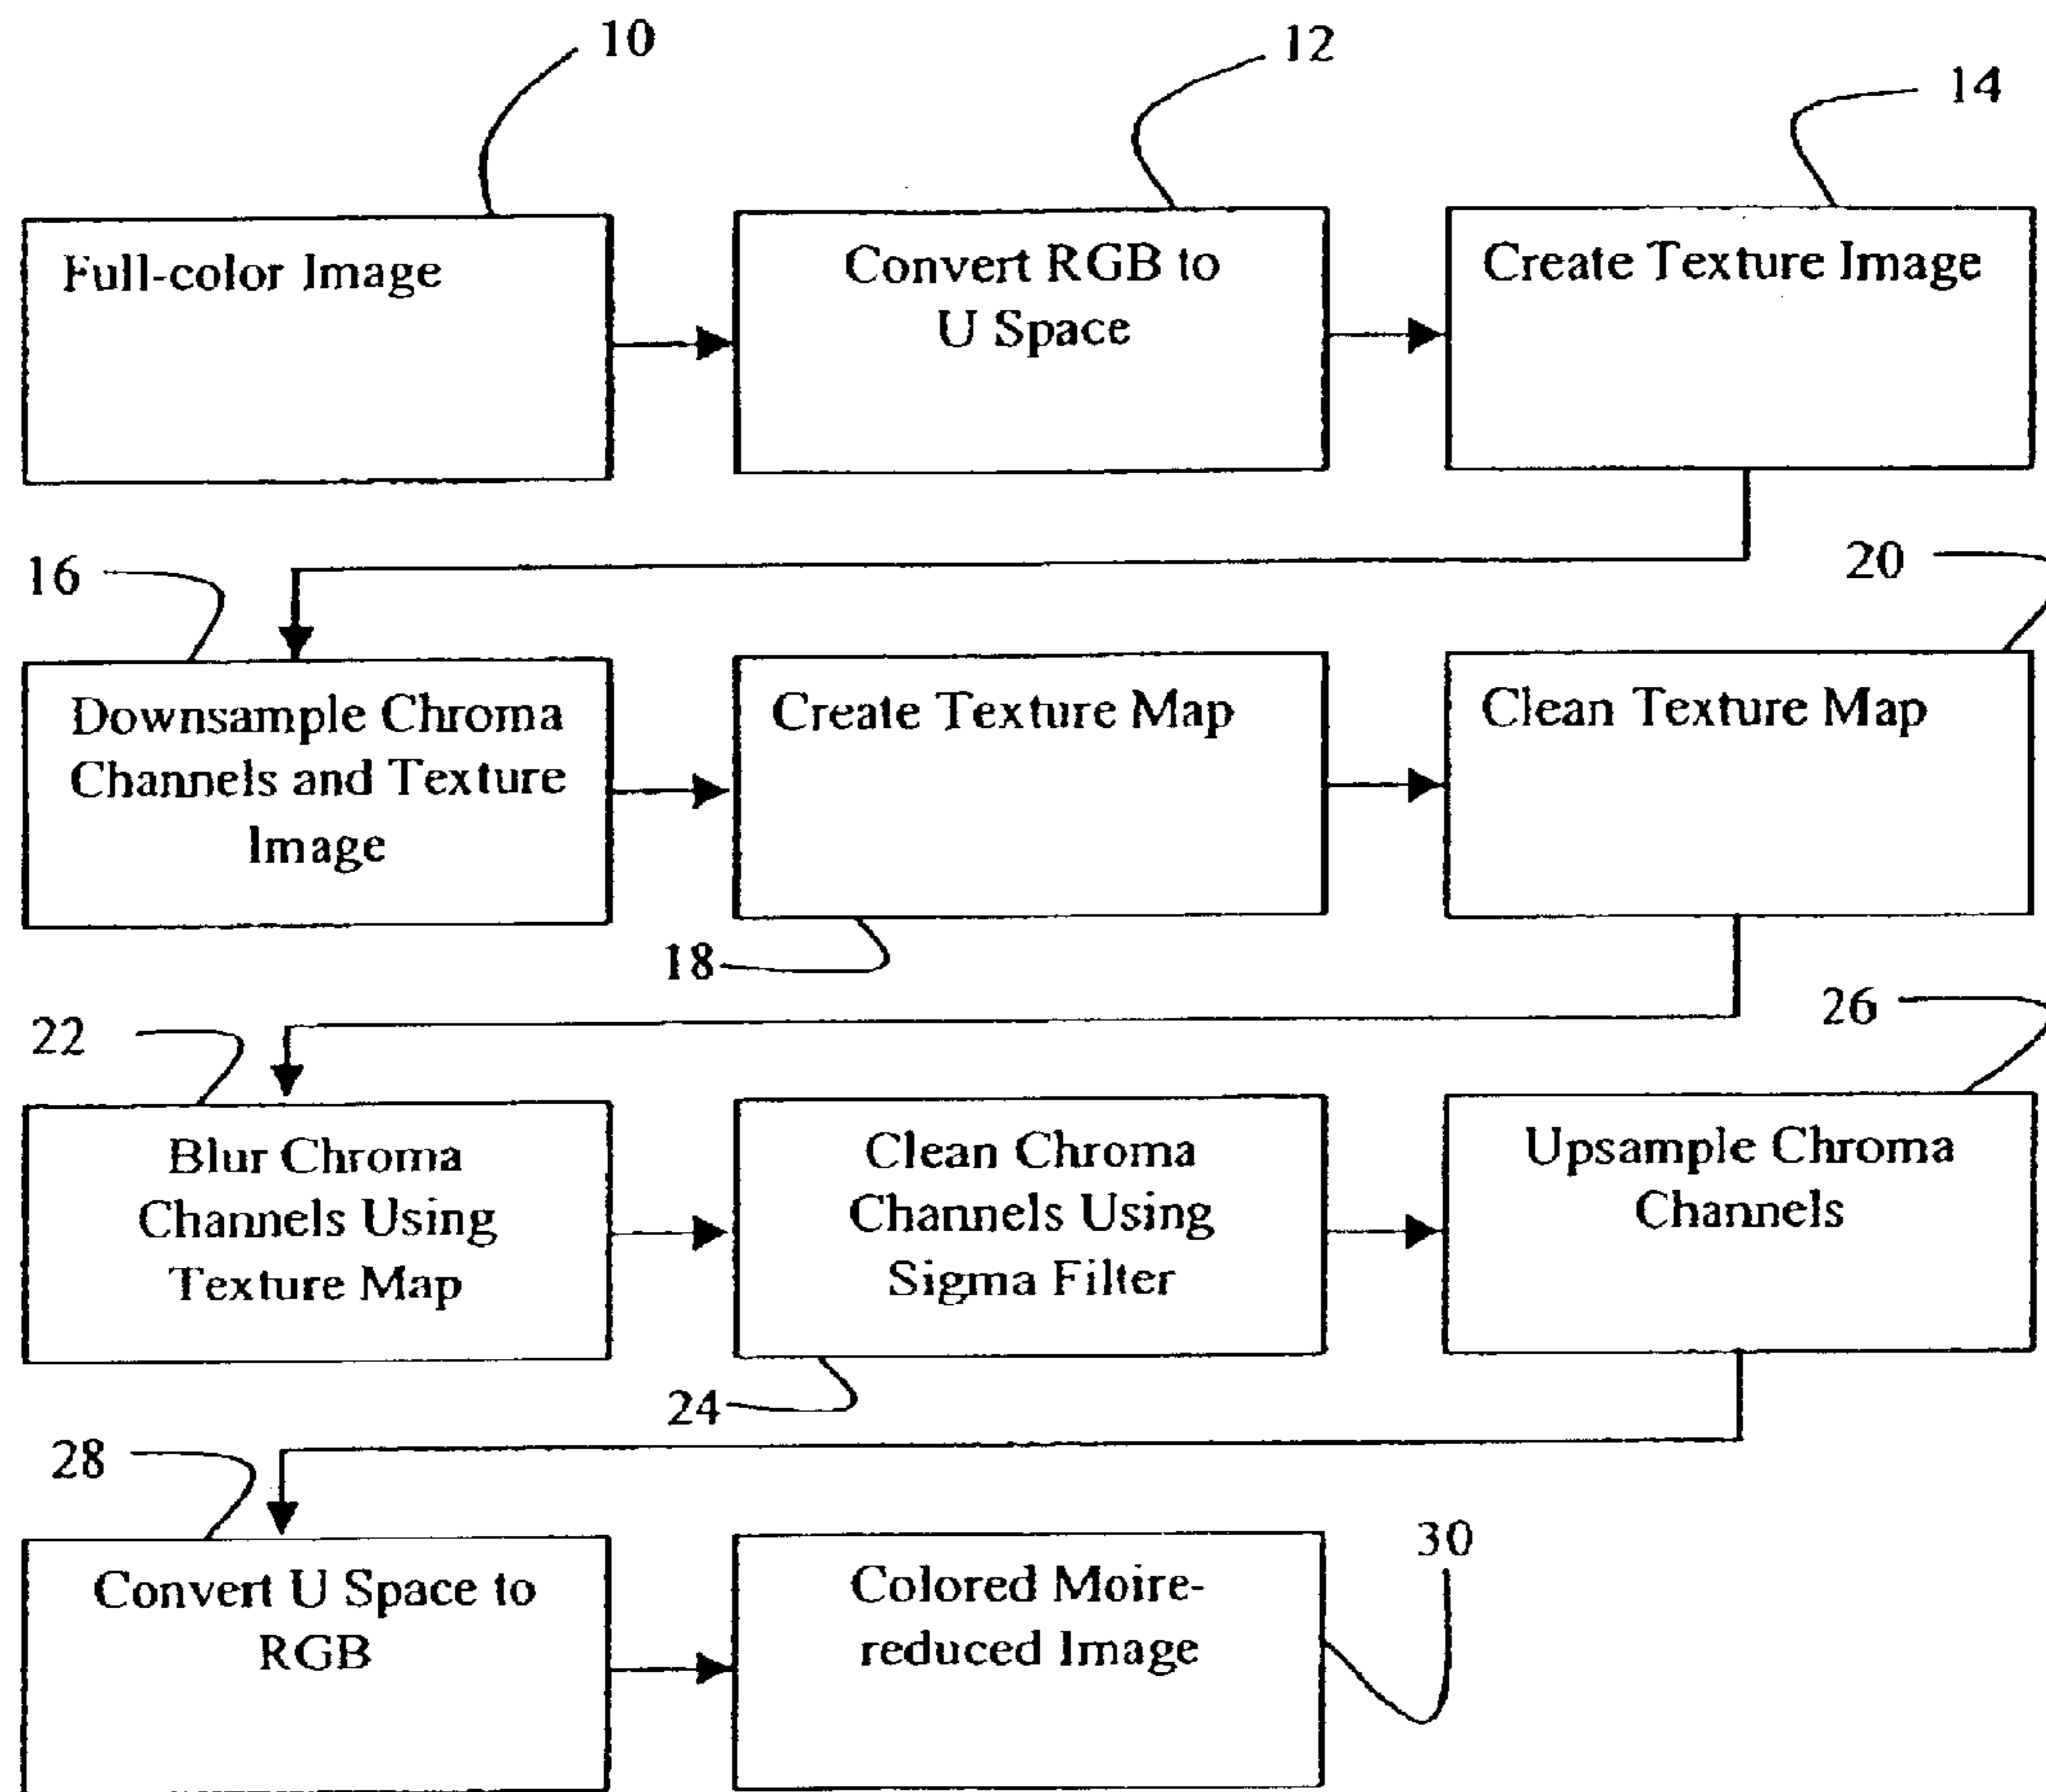 10
12
14
Full-color Image
Convert RGB to
U Space
Create Texture Image
16
20
Downsample Chroma
Channels and Texture
Image
Create Texture Map
Clean Texture Map
18
22
26
Blur Chroma
Channels Using
Texture Map
Clean Chroma
Channels Using
Sigma Filter
Upsample Chroma
Channels
24
28
30
Convert U Space to
RGB
Colored Moire-
reduced Image